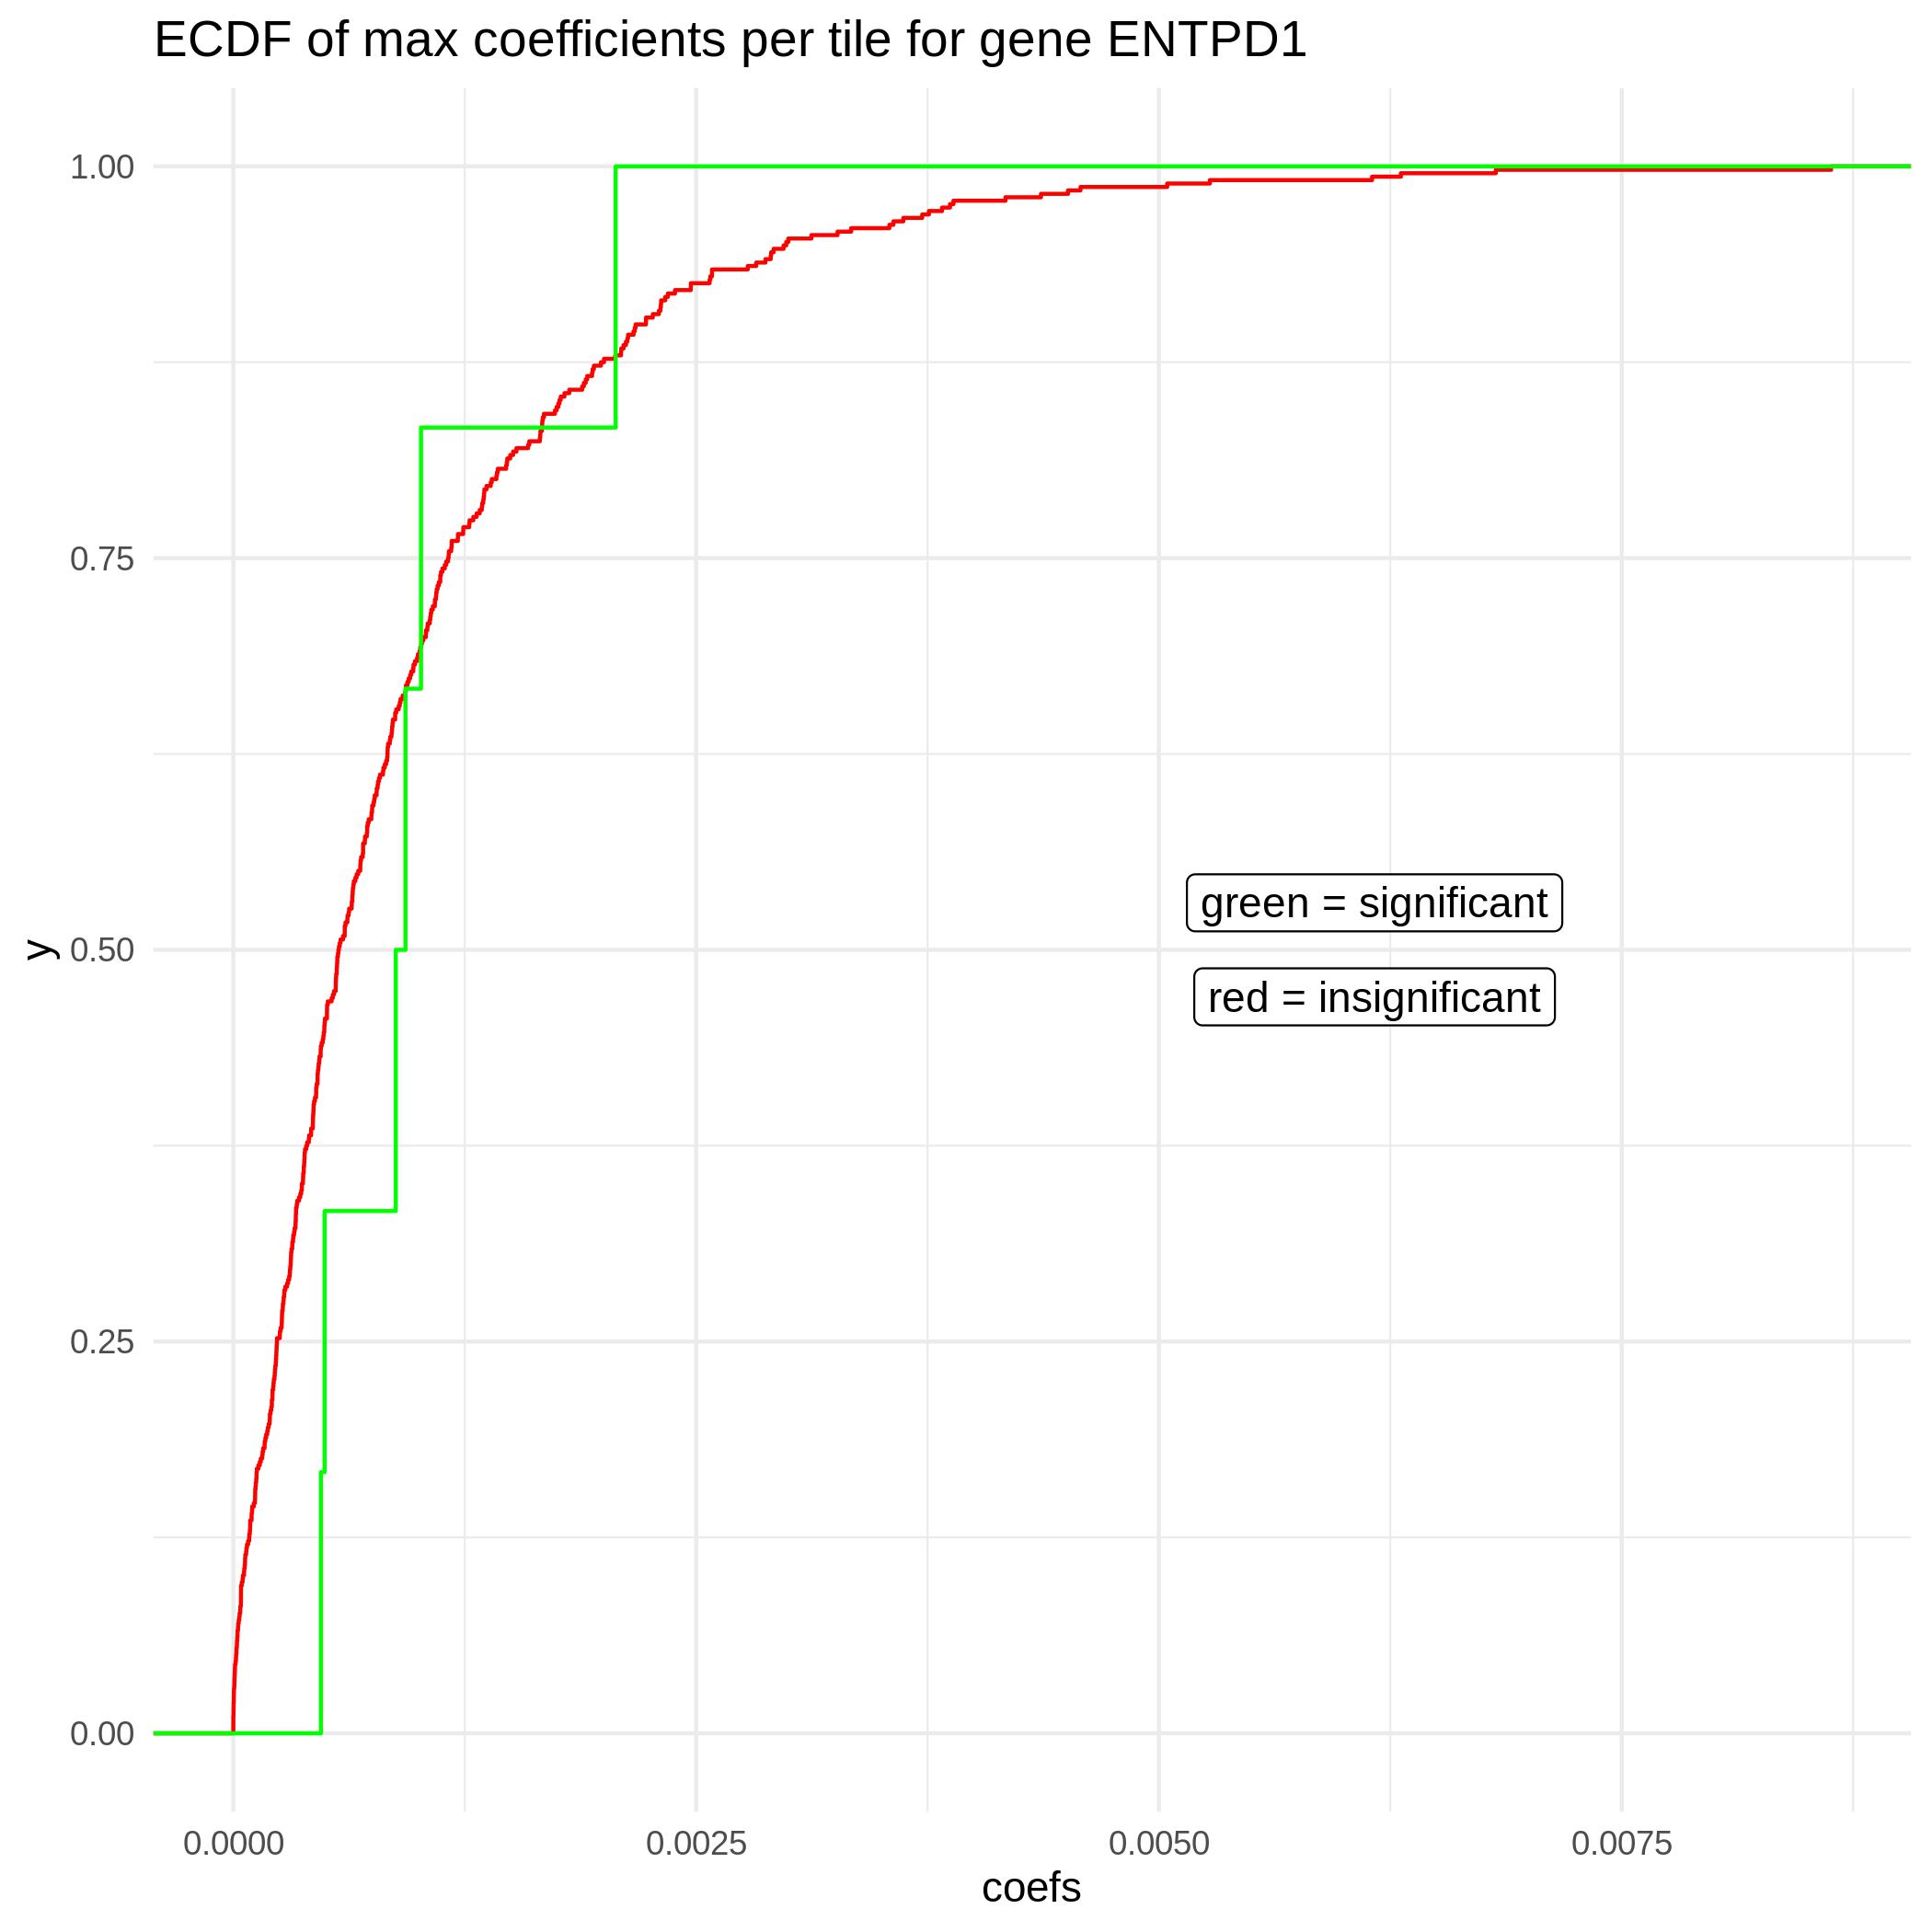 ECDF of max coefficients per tile for gene ENTPD1
1.00
0.75
0.50
0.25
0.00
y
green = significant
red = insignificant
0.0000 0.0025 0.0050 0.0075
coefs